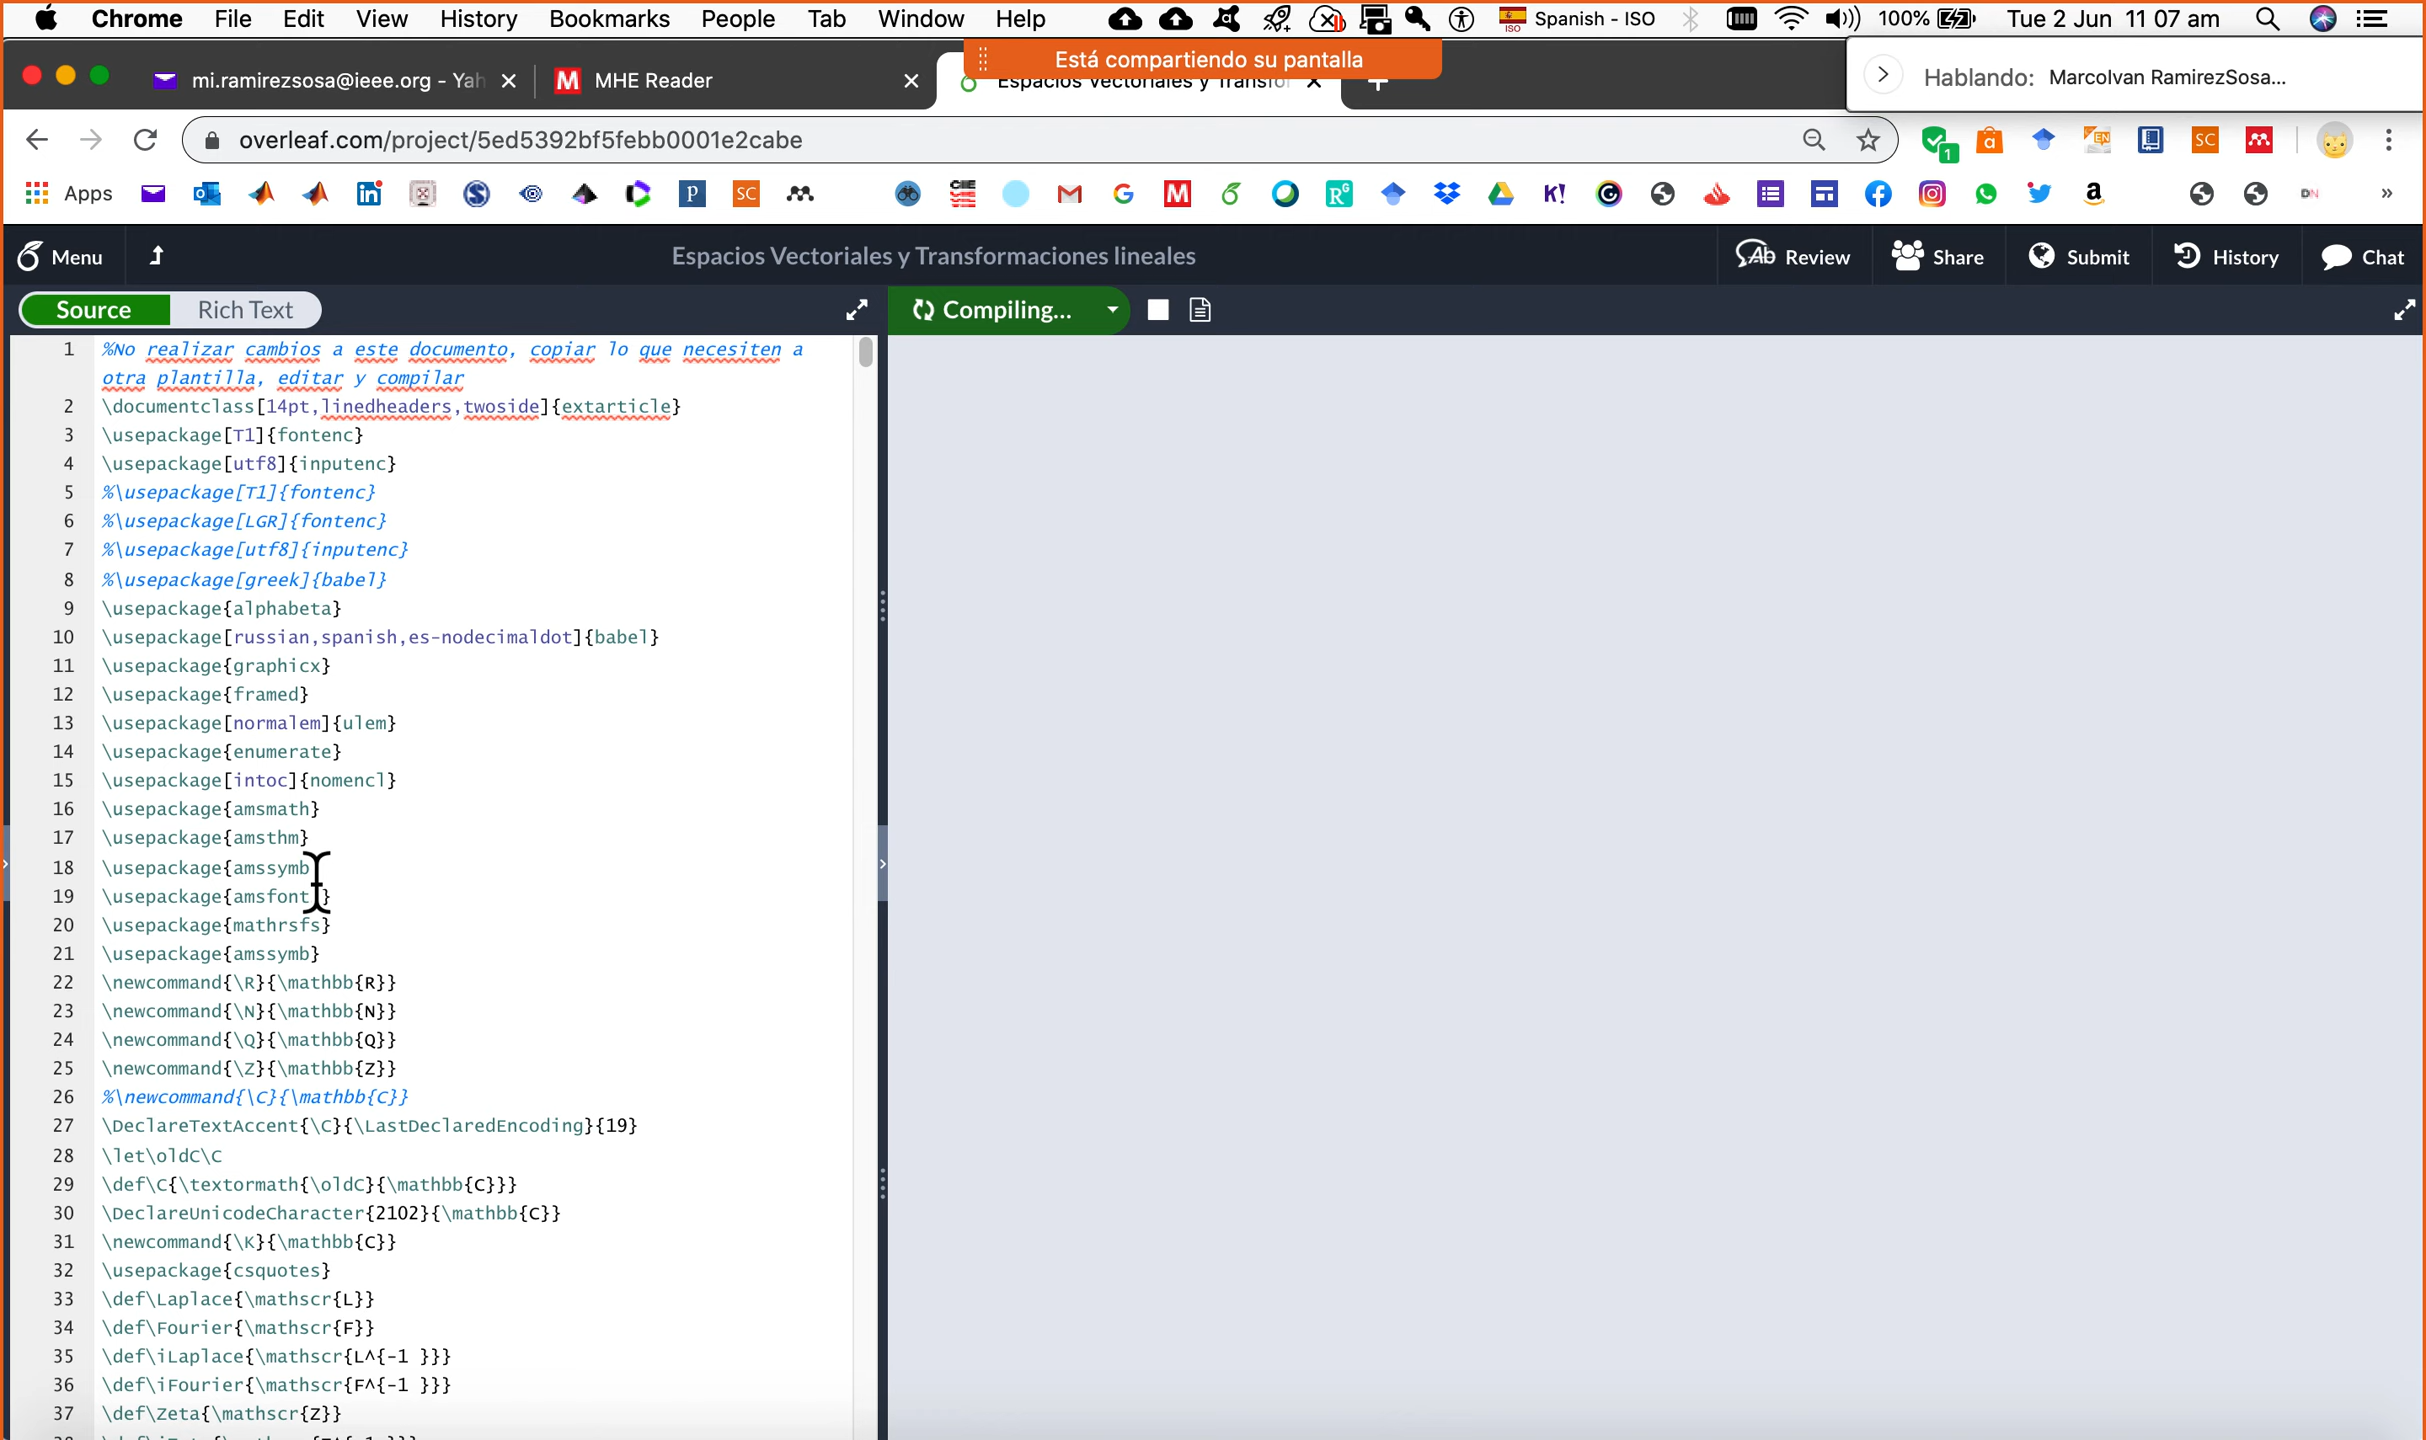 Chrome File Edit View History Bookmarks People Tab Window Help Spanish - ISO 100% Tue 2 Jun 11 07 am
Está compartiendo su pantalla
mi.ramirezsosa@ieee.org - Yah
MHE Reader
Espacios Vectoriales y Transfor
Hablando: MarcoIvan RamirezSosa...
overleaf.com/project/5ed5392bf5febb0001e2cabe
Apps
Menu Espacios Vectoriales y Transformaciones lineales Review Share Submit History Chat
Source Rich Text Compiling...
1 %No realizar cambios a este documento, copiar lo que necesiten a
otra plantilla, editar y compilar
2 \documentclass[14pt,linedheaders,twoside]{extarticle}
3 \usepackage[T1]{fontenc}
4 \usepackage[utf8]{inputenc}
5 %\usepackage[T1]{fontenc}
6 %\usepackage[LGR]{fontenc}
7 %\usepackage[utf8]{inputenc}
8 %\usepackage[greek]{babel}
9 \usepackage{alphabeta}
10 \usepackage[russian,spanish,es-nodecimaldot]{babel}
11 \usepackage{graphicx}
12 \usepackage{framed}
13 \usepackage[normalem]{ulem}
14 \usepackage{enumerate}
15 \usepackage[intoc]{nomencl}
16 \usepackage{amsmath}
17 \usepackage{amsthm}
18 \usepackage{amssymb
19 \usepackage{amsfont}
20 \usepackage{mathrsfs}
21 \usepackage{amssymb}
22 \newcommand{\R}{\mathbb{R}}
23 \newcommand{\N}{\mathbb{N}}
24 \newcommand{\Q}{\mathbb{Q}}
25 \newcommand{\Z}{\mathbb{Z}}
26 %\newcommand{\C}{\mathbb{C}}
27 \DeclareTextAccent{\C}{\LastDeclaredEncoding}{19}
28 \let\oldC\C
29 \def\C{\textormath{\oldC}{\mathbb{C}}}
30 \DeclareUnicodeCharacter{2102}{\mathbb{C}}
31 \newcommand{\K}{\mathbb{C}}
32 \usepackage{csquotes}
33 \def\Laplace{\mathscr{L}}
34 \def\Fourier{\mathscr{F}}
35 \def\iLaplace{\mathscr{L^{-1 }}}
36 \def\iFourier{\mathscr{F^{-1 }}}
37 \def\Zeta{\mathscr{Z}}